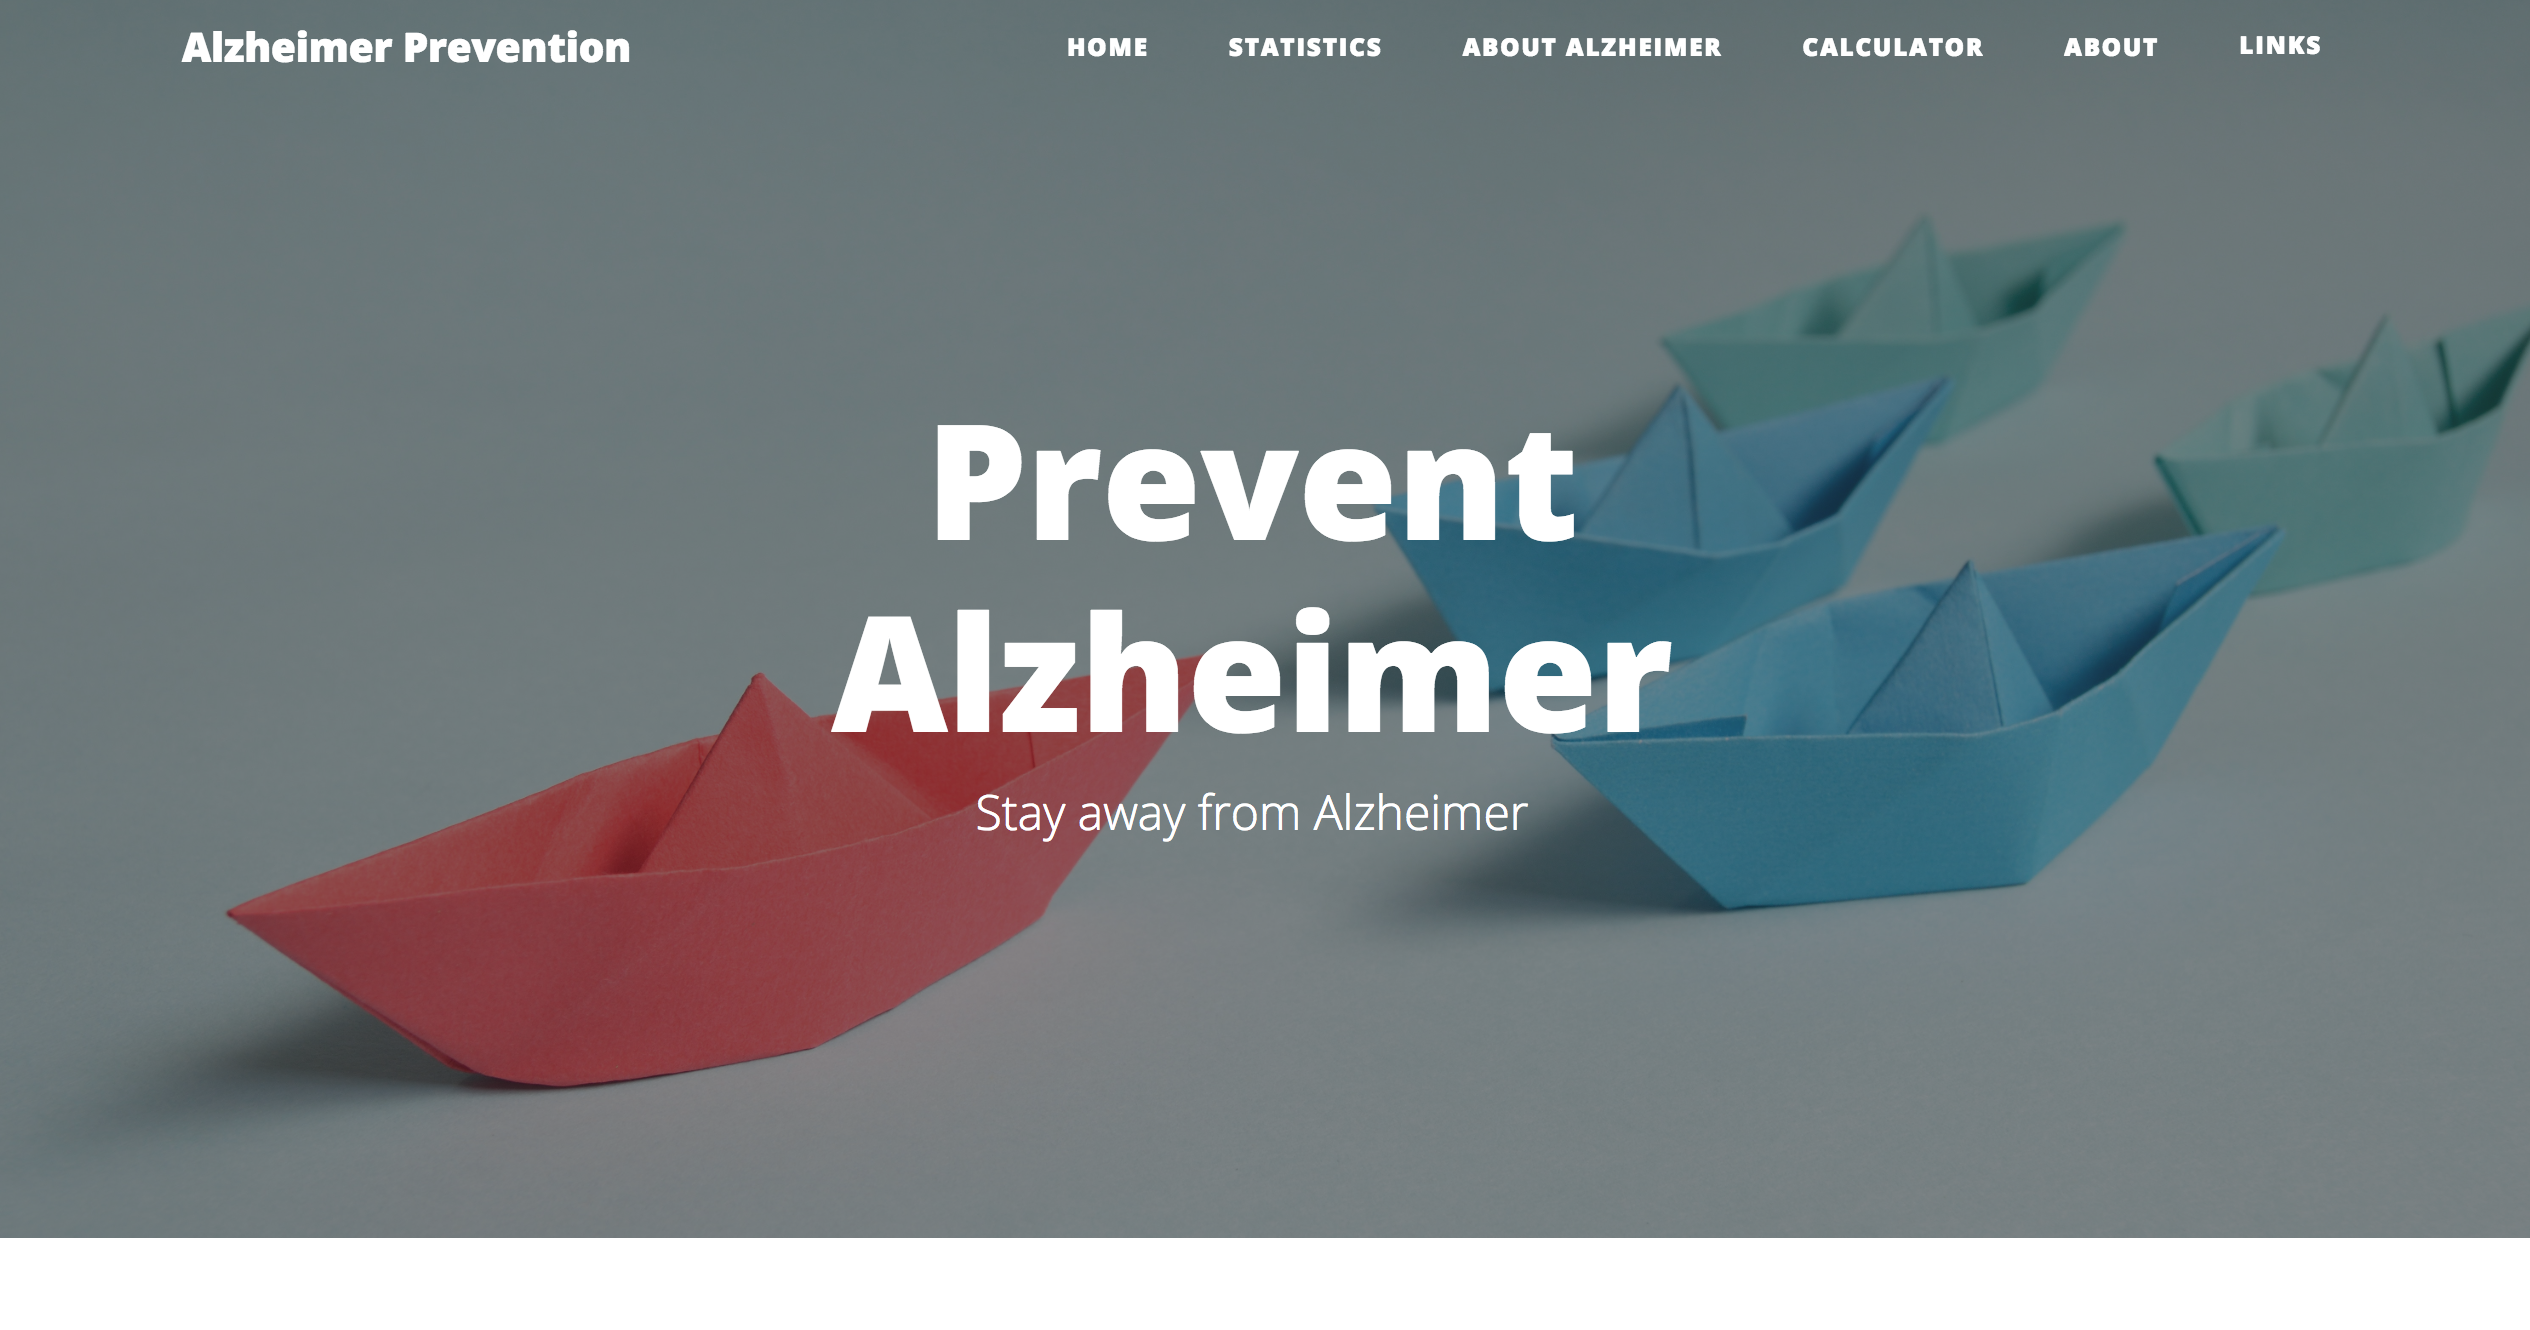 Alzheimer Prevention
HOME STATISTICS ABOUT ALZHEIMER CALCULATOR ABOUT LINKS
Prevent
Alzheimer
Stay away from Alzheimer